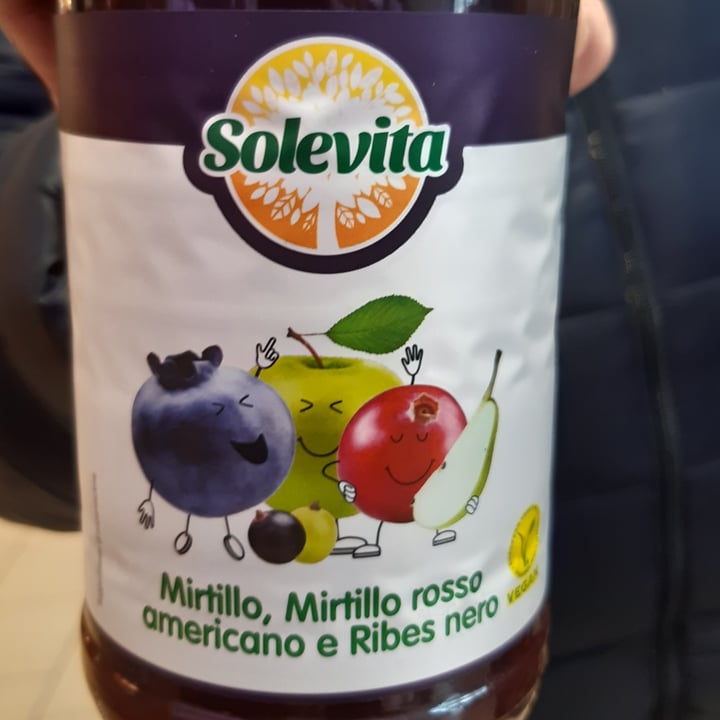 Solevita
Mirtillo, Mirtillo rosso
americano e Ribes nero
VEGAN